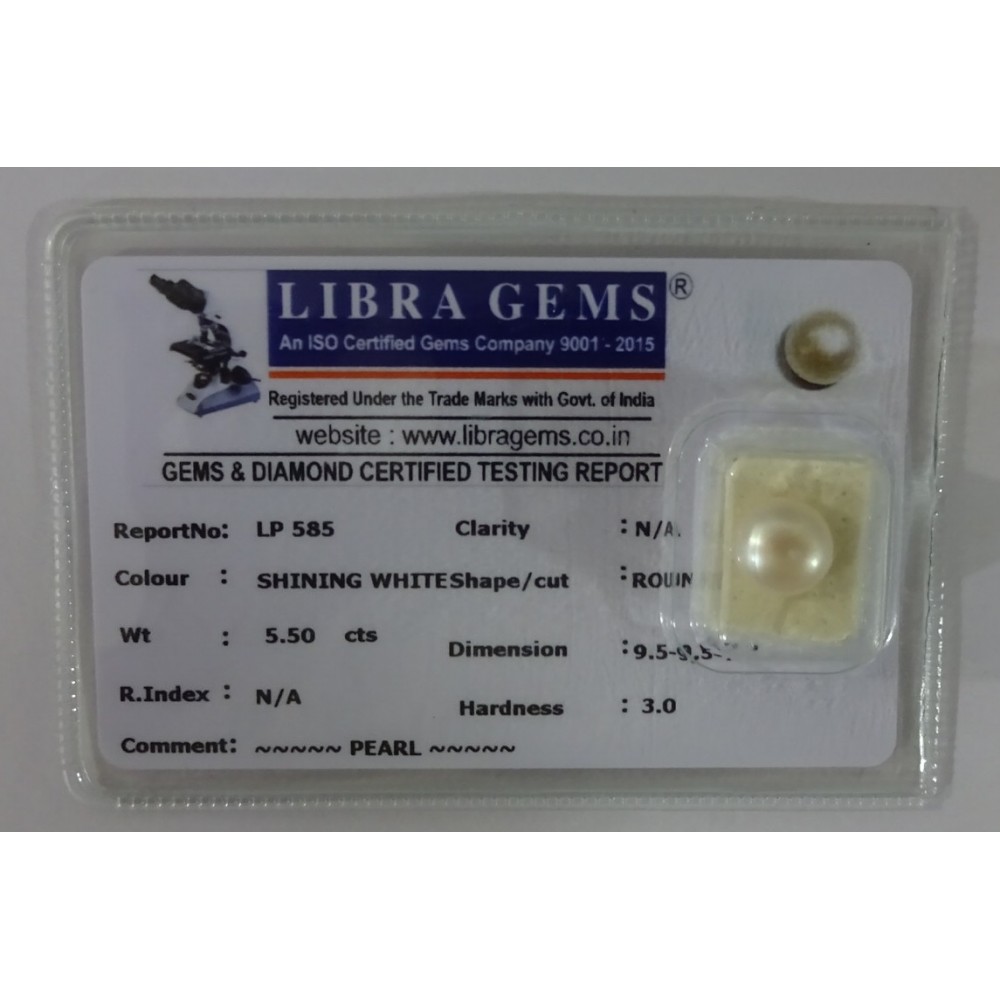 LIBRA GEMS ®
An ISO Certified Gems Company 9001 - 2015
Registered Under the Trade Marks with Govt. of India
website : www.libragems.co.in
GEMS & DIAMOND CERTIFIED TESTING REPORT
ReportNo: LP 585 Clarity : N/A.
Colour : SHINING WHITE Shape/cut :
Wt : 5.50 cts Dimension :
R.Index : N/A Hardness : 3.0
Comment: ~~~~~ PEARL ~~~~~